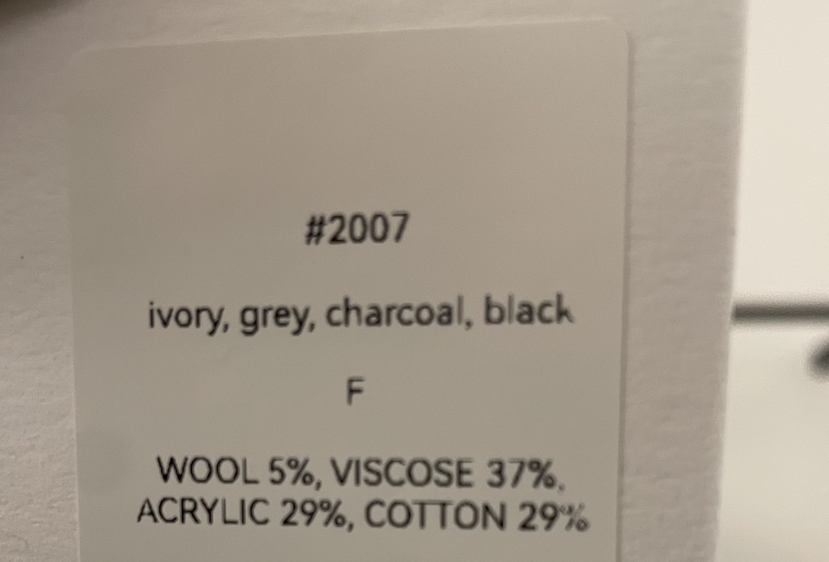 #2007
ivory, grey, charcoal, black
F
WOOL 5%, VISCOSE 37%,
ACRYLIC 29%, COTTON 29%